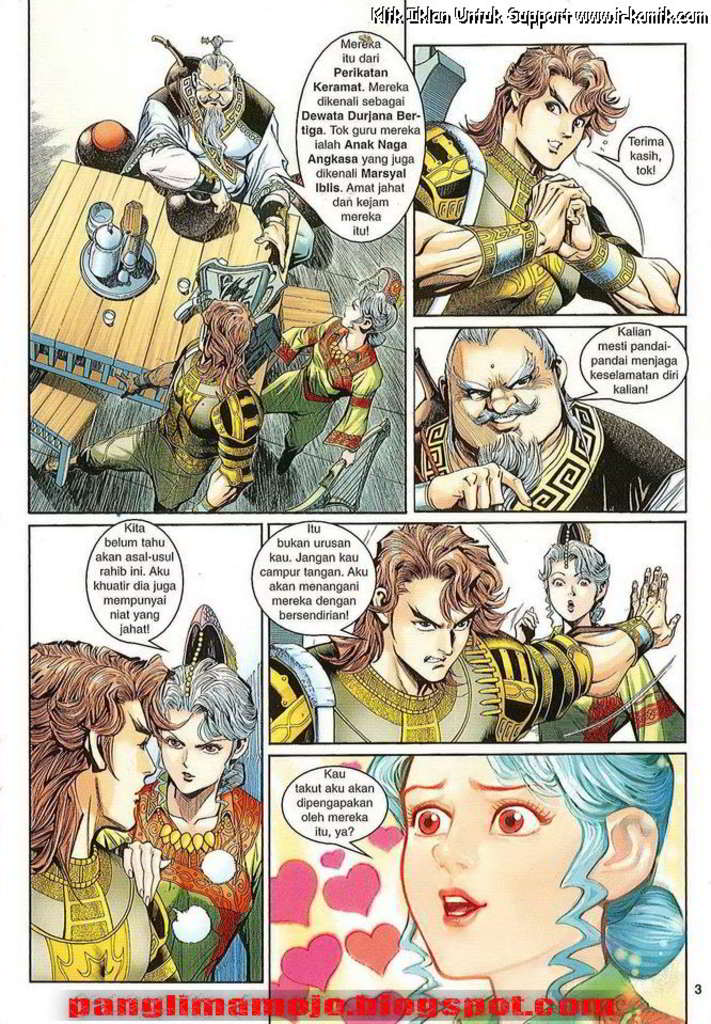 Klik Iklan Untuk Support www.ir-komik.com
Mereka
itu dari
Perikatan
Keramat. Mereka
dikenali sebagai
Dewata Durjana Ber-
tiga. Tok guru mereka
ialah Anak Naga
Angkasa yang juga
dikenali Marsyal
Iblis. Amat jahat
dan kejam
mereka
itu!
Terima
kasih,
tok!
Kalian
mesti pandai-
pandai menjaga
keselamatan diri
kalian!
Kita
belum tahu
akan asal-usul
rahib ini. Aku
khuatir dia juga
mempunyai
niat yang
jahat!
Itu
bukan urusan
kau. Jangan kau
campur tangan. Aku
akan menangani
mereka dengan
bersendirian!
Kau
takut aku akan
dipengapakan
oleh mereka
itu, ya?
3
panglimamojo.blogspot.com